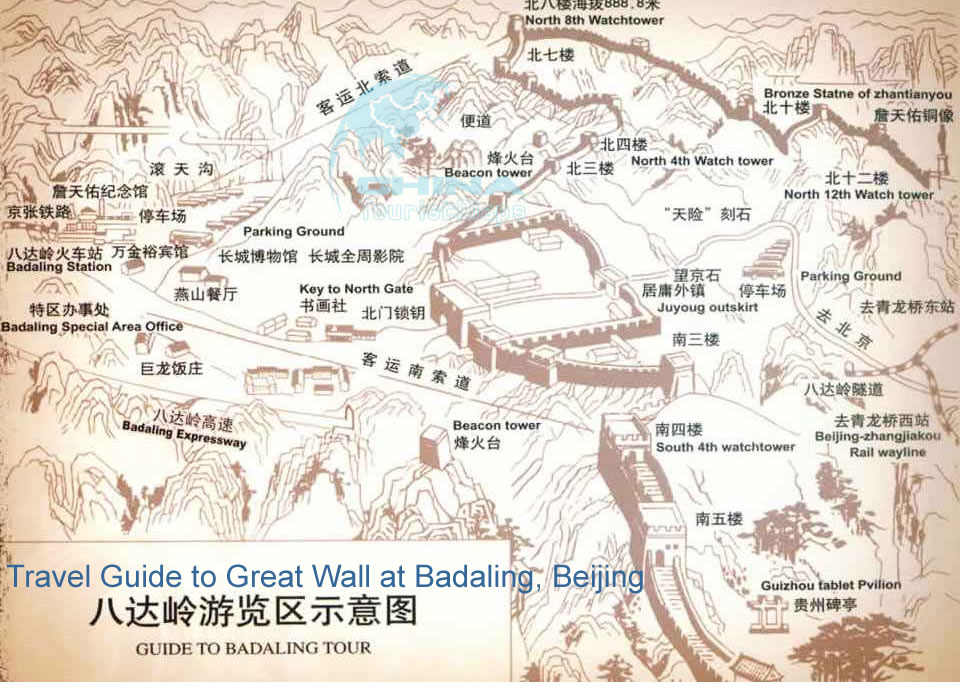 北八楼海拔888.8米
North 8th Watchtower
北七楼
客运北索道
Bronze Statne of zhantianyou
北十楼
詹天佑铜像
便道
北四楼
North 4th Watch tower
烽火台
Beacon tower
北三楼
滚天沟
北十二楼
North 12th Watch tower
詹天佑纪念馆
京张铁路
停车场
CHINA
Tourischaous
“天险”刻石
Parking Ground
八达岭火车站
Badaling Station
万金裕宾馆
长城博物馆
长城全周影院
望京石
居庸外镇
Juyoug outskirt
停车场
Parking Ground
燕山餐厅
Key to North Gate
书画社
北门锁钥
去青龙桥东站
去北京
特区办事处
Badaling Special Area Office
南三楼
巨龙饭庄
客运南索道
八达岭隧道
八达岭高速
Badaling Expressway
Beacon tower
烽火台
南四楼
South 4th watchtower
去青龙桥西站
Beijing-zhangjiakou
Rail wayline
南五楼
Travel Guide to Great Wall at Badaling, Beijing
八达岭游览区示意图
GUIDE TO BADALING TOUR
Guizhou tablet Pvilion
贵州碑亭